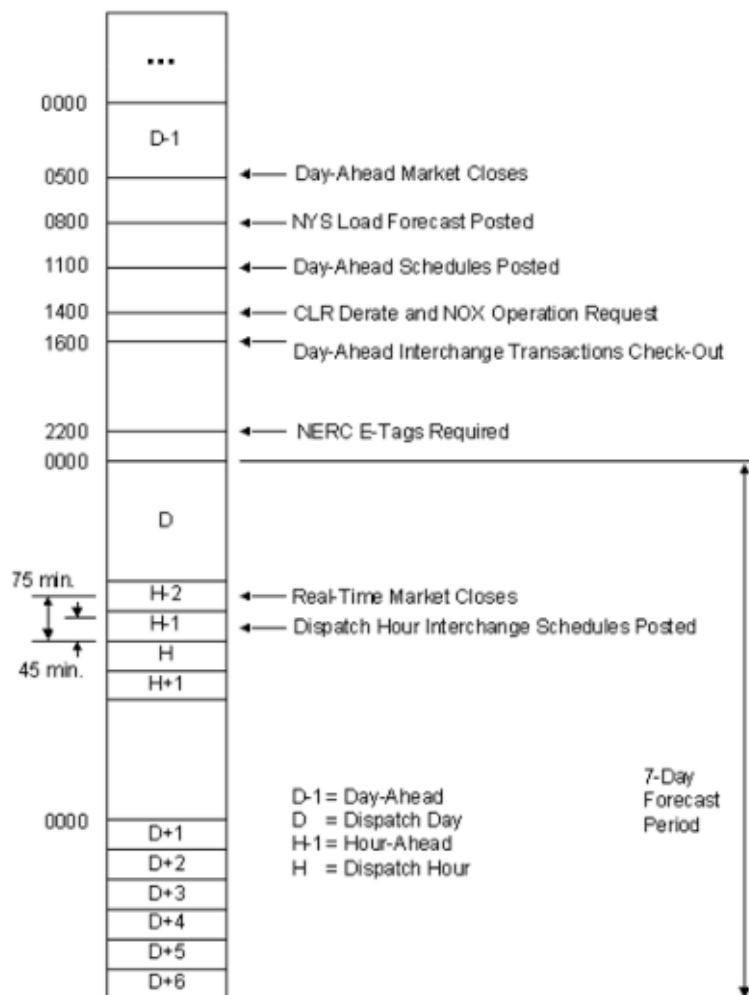 ...
0000
D-1
0500
Day-Ahead Market Closes
0800
NYS Load Forecast Posted
1100
Day-Ahead Schedules Posted
1400
CLR Derate and NOX Operation Request
1600
Day-Ahead Interchange Transactions Check-Out
2200
NERC E-Tags Required
0000
D
75 min.
H-2
Real-Time Market Closes
H-1
Dispatch Hour Interchange Schedules Posted
45 min.
H
H+1
7-Day
Forecast
Period
D-1 = Day-Ahead
D = Dispatch Day
H-1 = Hour-Ahead
H = Dispatch Hour
0000
D+1
D+2
D+3
D+4
D+5
D+6